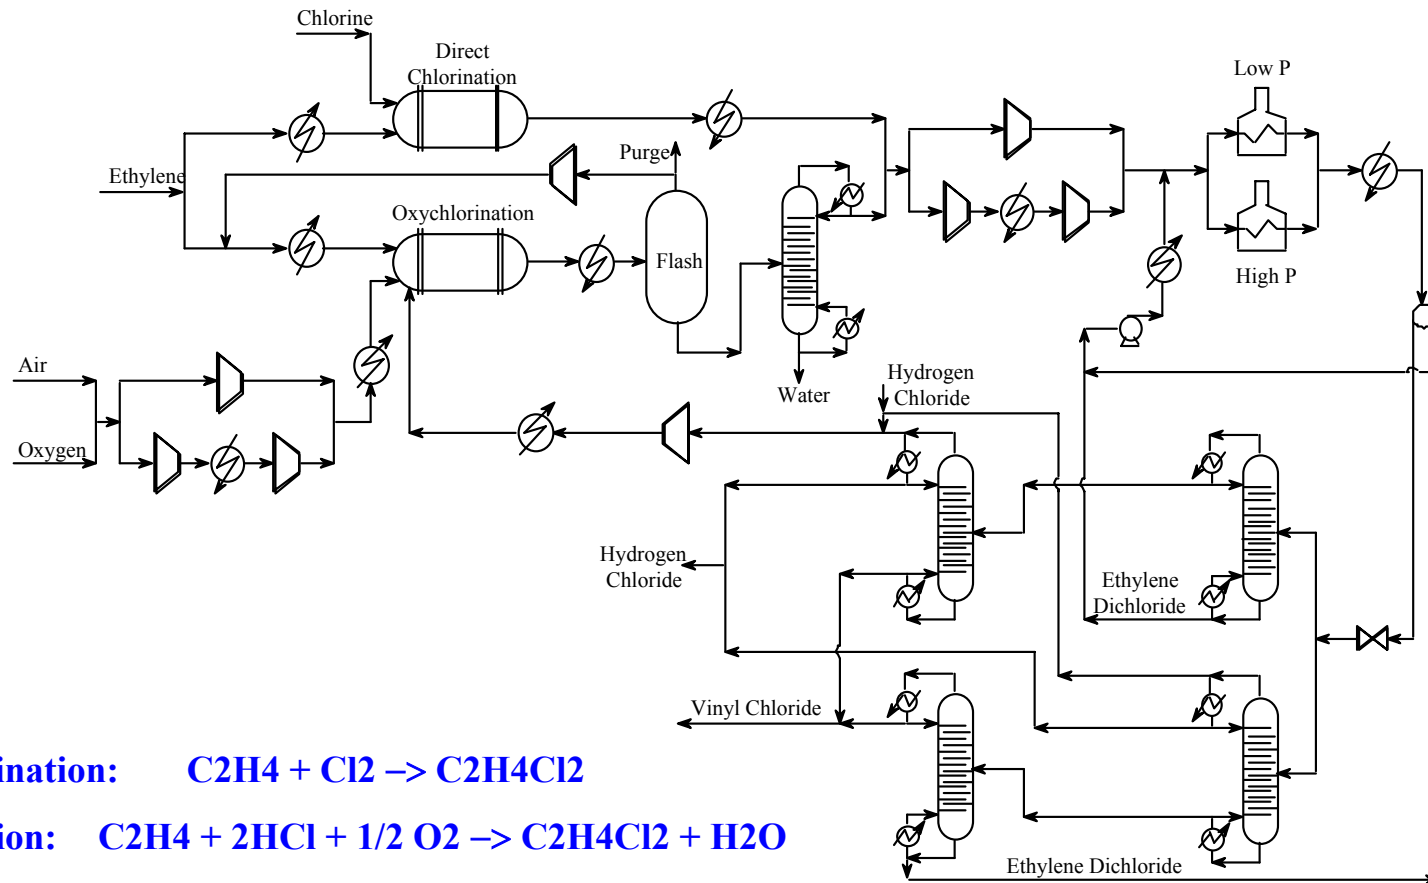 Chlorine
Direct
Chlorination
Low P
Purge
Ethylene
Oxychlorination
Flash
High P
Air
Hydrogen
Chloride
Water
Oxygen
Hydrogen
Chloride
Ethylene
Dichloride
Vinyl Chloride
ination: C2H4 + Cl2 –> C2H4Cl2
ion: C2H4 + 2HCl + 1/2 O2 –> C2H4Cl2 + H2O
Ethylene Dichloride